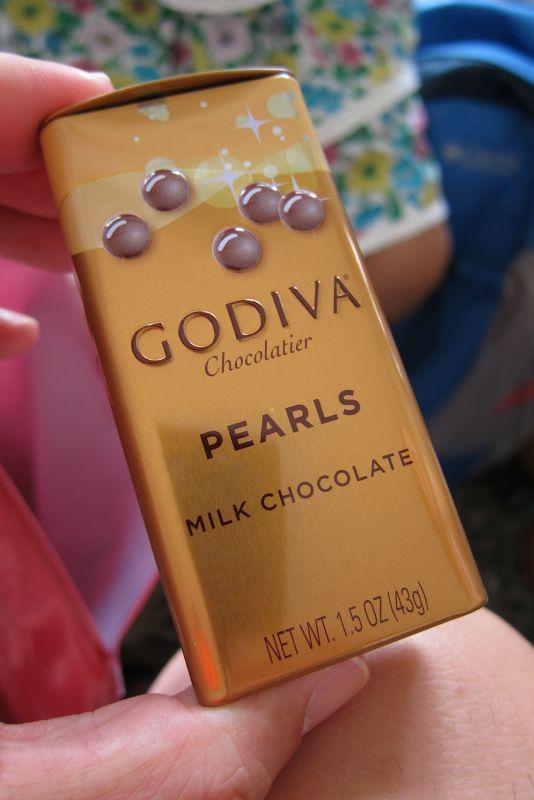 GODIVA®
Chocolatier
PEARLS
MILK CHOCOLATE
NET WT. 1.5 OZ (43g)